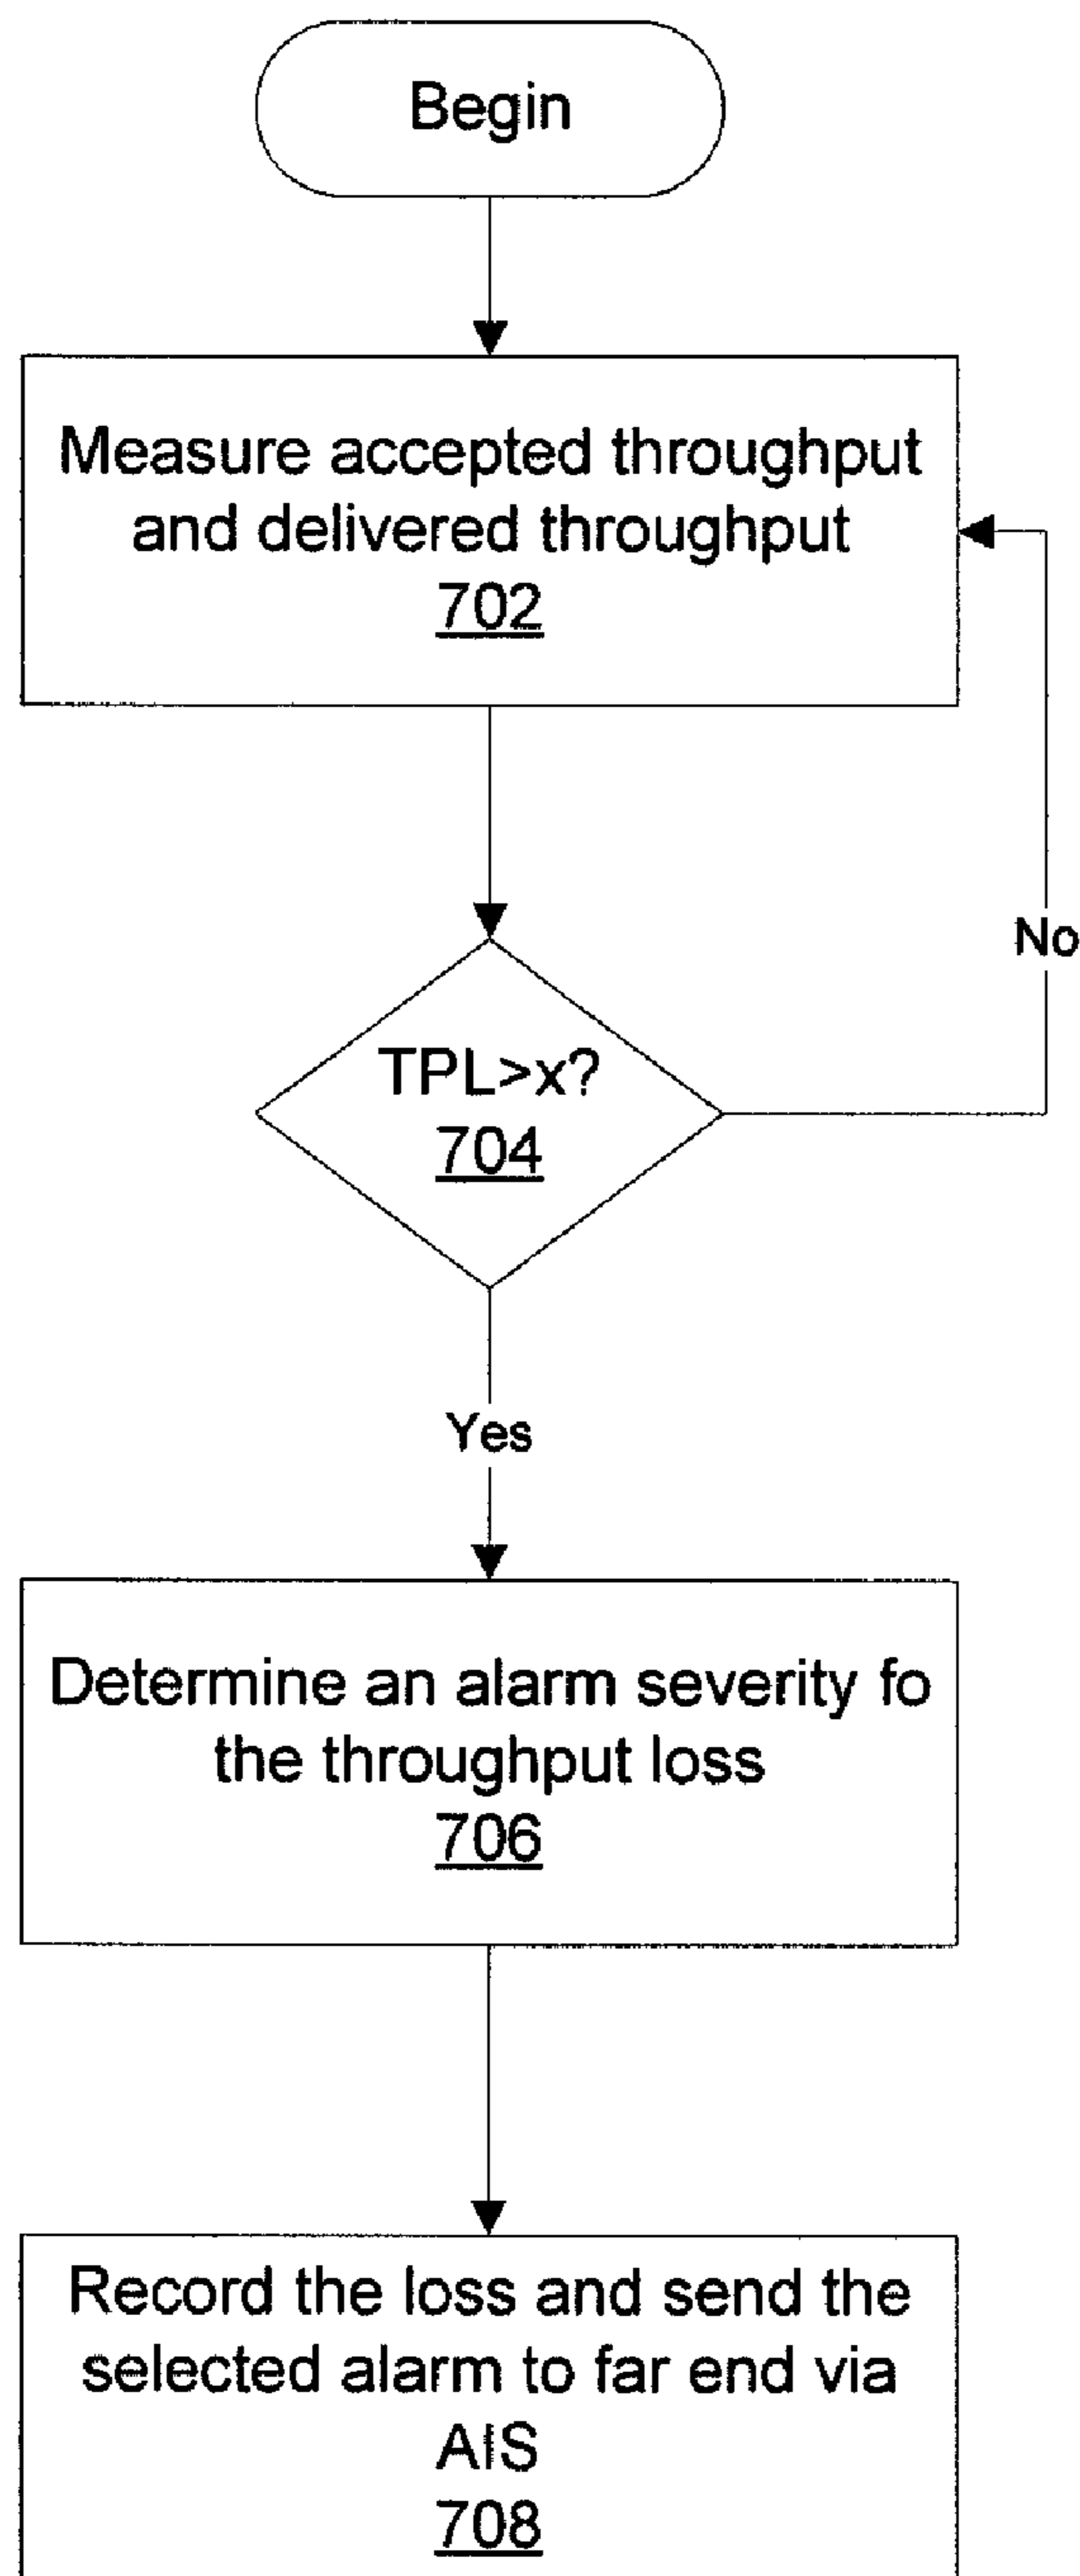 Begin
Measure accepted throughput
and delivered throughput
702
No
TPL>x?
704
Yes
Determine an alarm severity fo
the throughput loss
706
Record the loss and send the
selected alarm to far end via
AIS
708